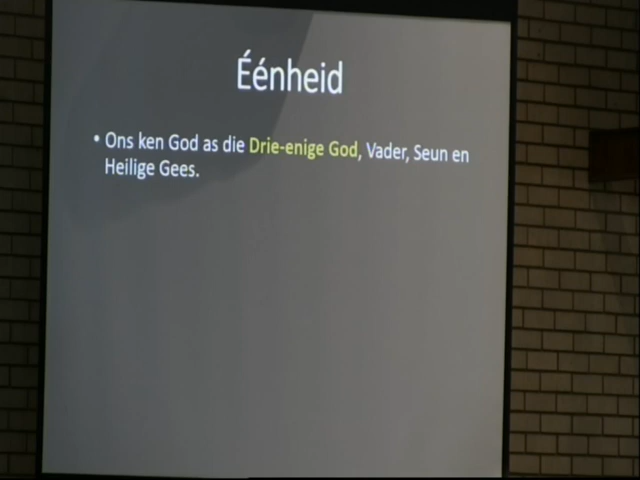 Éénheid
• Ons ken God as die Drie-enige God, Vader, Seun en
Heilige Gees.